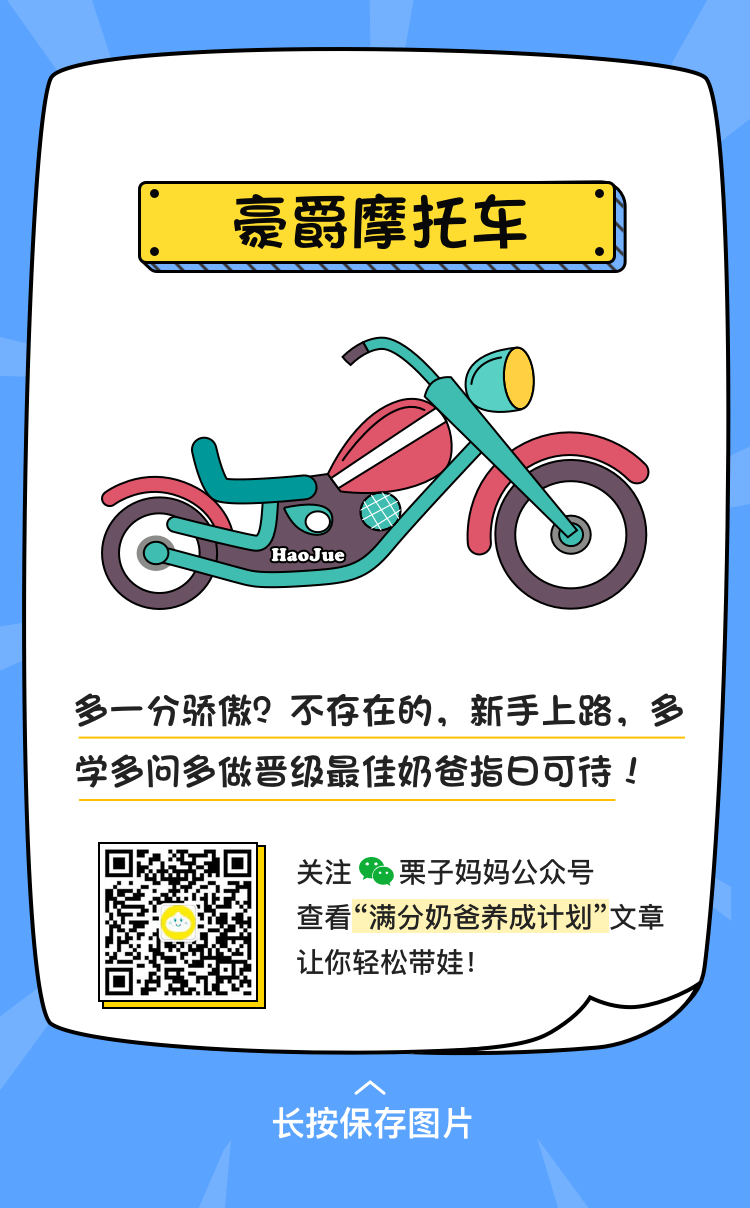 豪爵摩托车
HaoJue
多一分骄傲？不存在的，新手上路，多
学多问多做晋级最佳奶爸指日可待！
关注栗子妈妈公众号
查看“满分奶爸养成计划”文章
让你轻松带娃！
长按保存图片